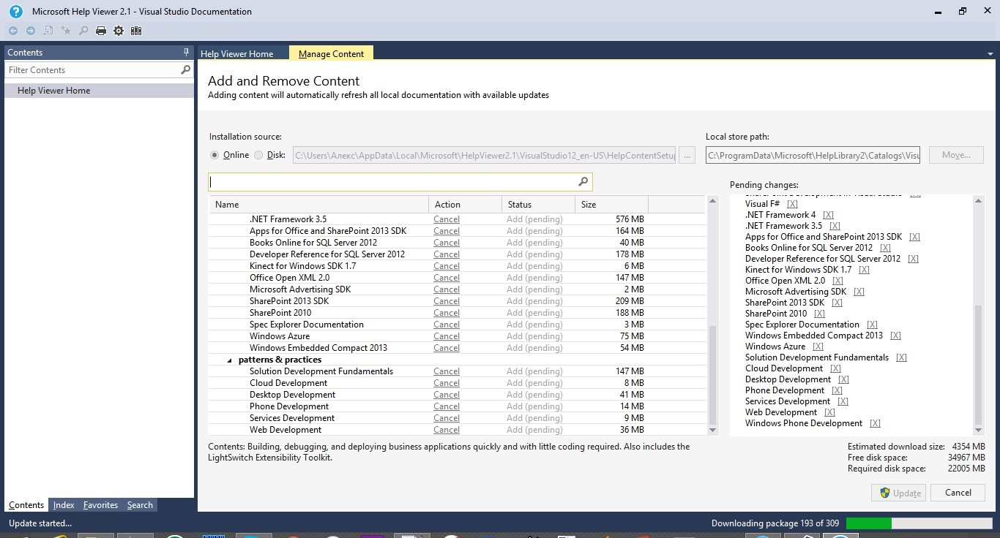 Microsoft Help Viewer 2.1 - Visual Studio Documentation
Contents
Filter Contents
Help Viewer Home
Help Viewer Home
Manage Content
Add and Remove Content
Adding content will automatically refresh all local documentation with available updates
Installation source:
Online Disk: C:\Users\Алекс\AppData\Local\Microsoft\HelpViewer2.1\VisualStudio12_en-US\HelpContentSetup ...
Local store path:
C:\ProgramData\Microsoft\HelpLibrary2\Catalogs\Visu Move...
Name Action Status Size
.NET Framework 3.5 Cancel Add (pending) 576 MB
Apps for Office and SharePoint 2013 SDK Cancel Add (pending) 164 MB
Books Online for SQL Server 2012 Cancel Add (pending) 40 MB
Developer Reference for SQL Server 2012 Cancel Add (pending) 178 MB
Kinect for Windows SDK 1.7 Cancel Add (pending) 6 MB
Office Open XML 2.0 Cancel Add (pending) 147 MB
Microsoft Advertising SDK Cancel Add (pending) 2 MB
SharePoint 2013 SDK Cancel Add (pending) 209 MB
SharePoint 2010 Cancel Add (pending) 188 MB
Spec Explorer Documentation Cancel Add (pending) 3 MB
Windows Azure Cancel Add (pending) 75 MB
Windows Embedded Compact 2013 Cancel Add (pending) 54 MB
patterns & practices
Solution Development Fundamentals Cancel Add (pending) 147 MB
Cloud Development Cancel Add (pending) 8 MB
Desktop Development Cancel Add (pending) 41 MB
Phone Development Cancel Add (pending) 14 MB
Services Development Cancel Add (pending) 9 MB
Web Development Cancel Add (pending) 36 MB
Contents: Building, debugging, and deploying business applications quickly and with little coding required. Also includes the
LightSwitch Extensibility Toolkit.
Pending changes:
Visual F# [X]
.NET Framework 4 [X]
.NET Framework 3.5 [X]
Apps for Office and SharePoint 2013 SDK [X]
Books Online for SQL Server 2012 [X]
Developer Reference for SQL Server 2012 [X]
Kinect for Windows SDK 1.7 [X]
Office Open XML 2.0 [X]
Microsoft Advertising SDK [X]
SharePoint 2013 SDK [X]
SharePoint 2010 [X]
Spec Explorer Documentation [X]
Windows Embedded Compact 2013 [X]
Windows Azure [X]
Solution Development Fundamentals [X]
Cloud Development [X]
Desktop Development [X]
Phone Development [X]
Services Development [X]
Web Development [X]
Windows Phone Development [X]
Estimated download size: 4354 MB
Free disk space: 34967 MB
Required disk space: 22005 MB
Update Cancel
Contents Index Favorites Search
Update started...
Downloading package 193 of 309